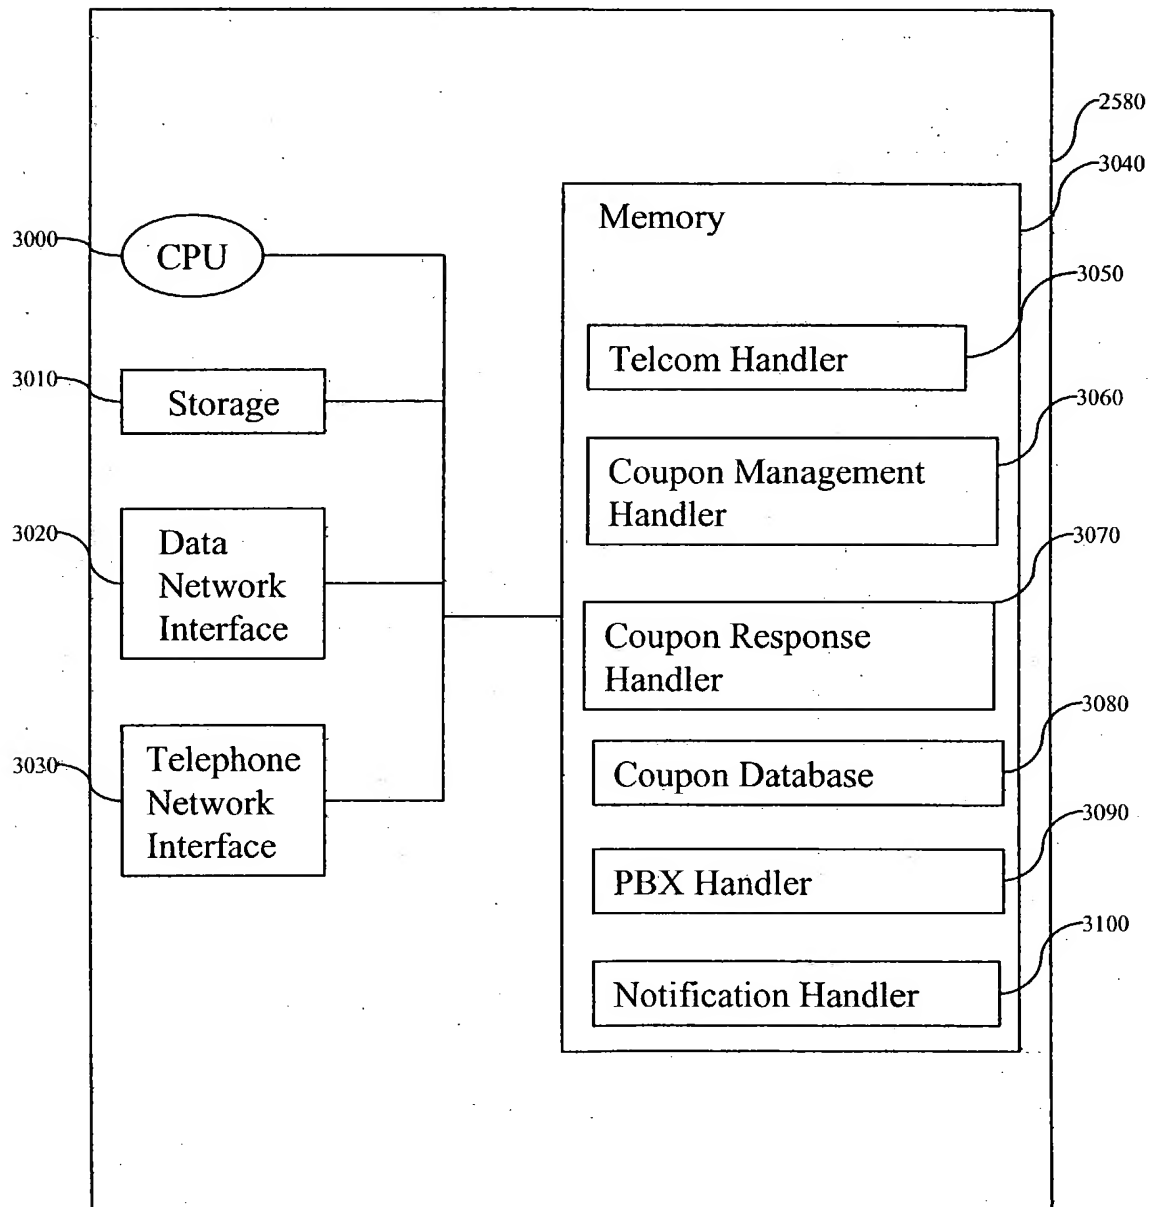 2580
3040
Memory
3000
CPU
3050
Telcom Handler
3010
Storage
3060
Coupon Management
Handler
3020
Data
Network
Interface
3070
Coupon Response
Handler
3030
Telephone
Network
Interface
3080
Coupon Database
3090
PBX Handler
3100
Notification Handler